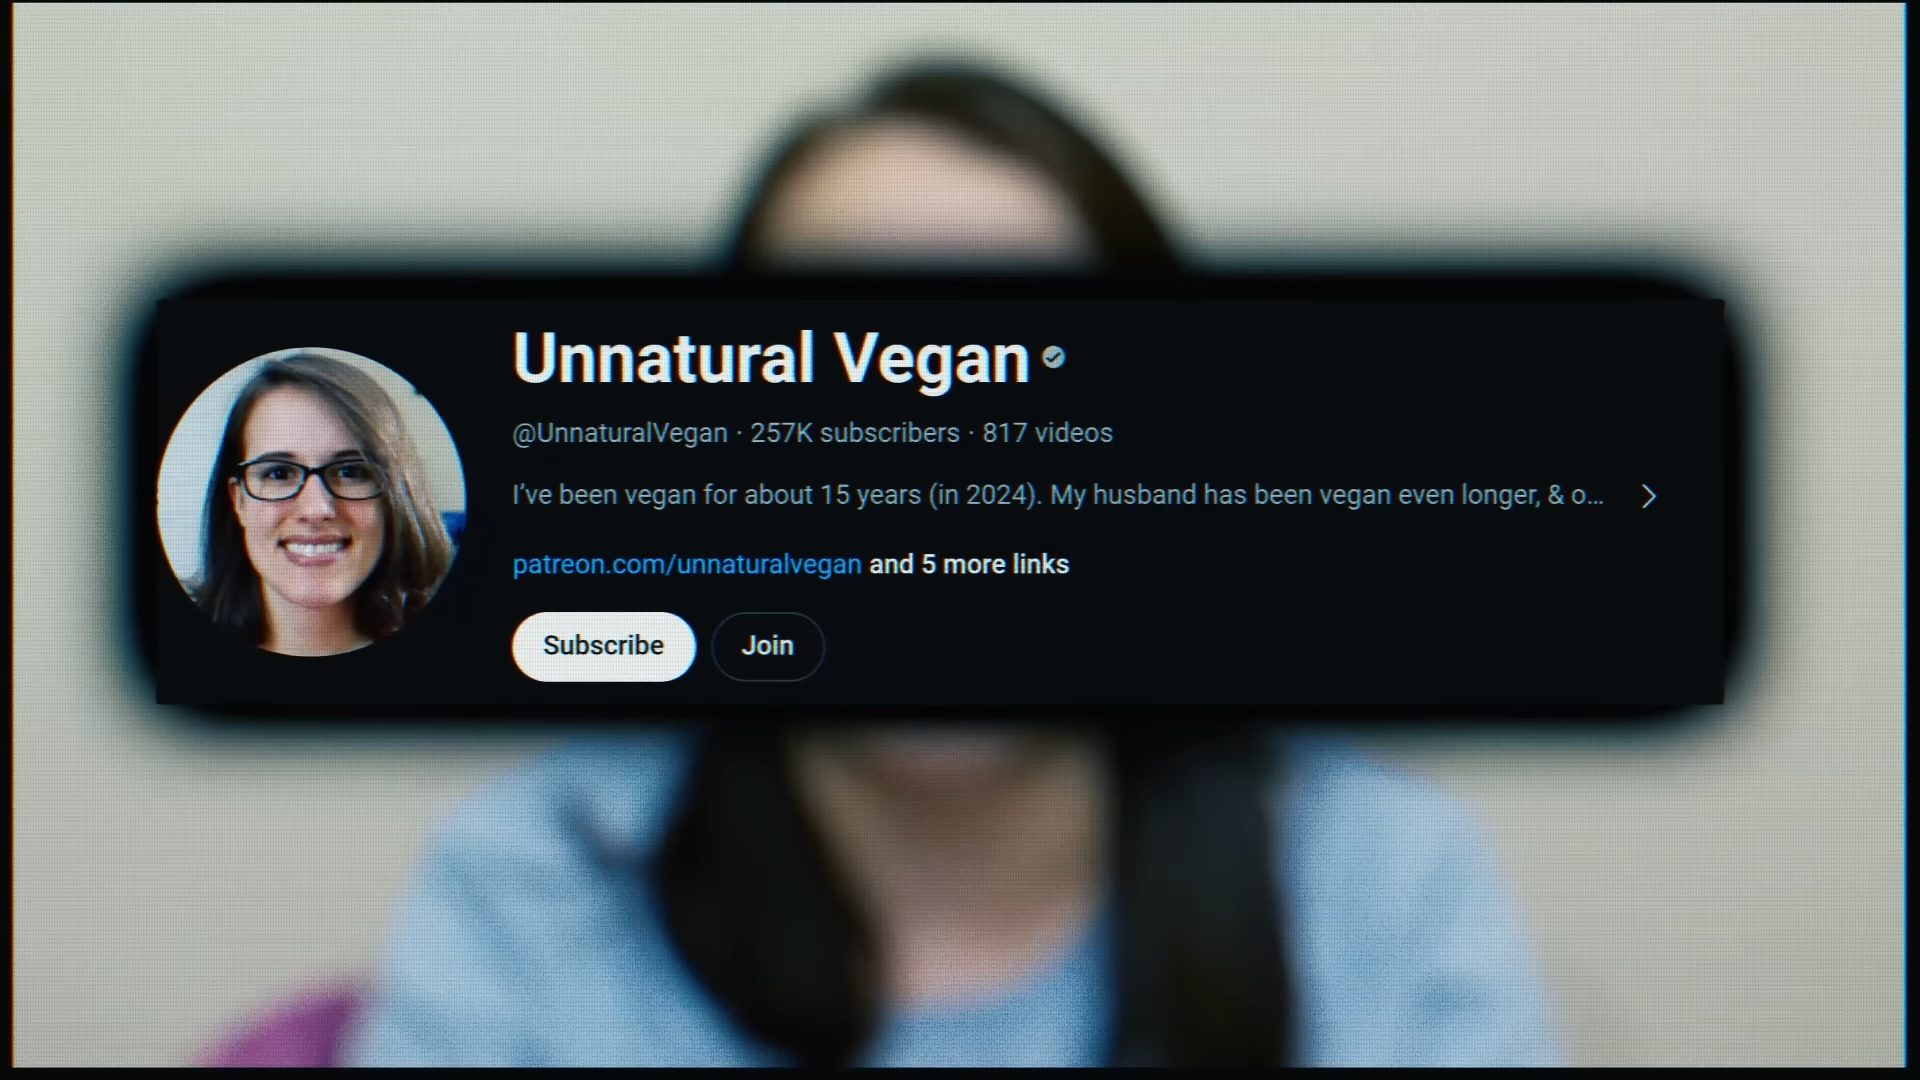 Unnatural Vegan
@UnnaturalVegan · 257K subscribers · 817 videos
I’ve been vegan for about 15 years (in 2024). My husband has been vegan even longer, & o...
patreon.com/unnaturalvegan and 5 more links
Subscribe Join